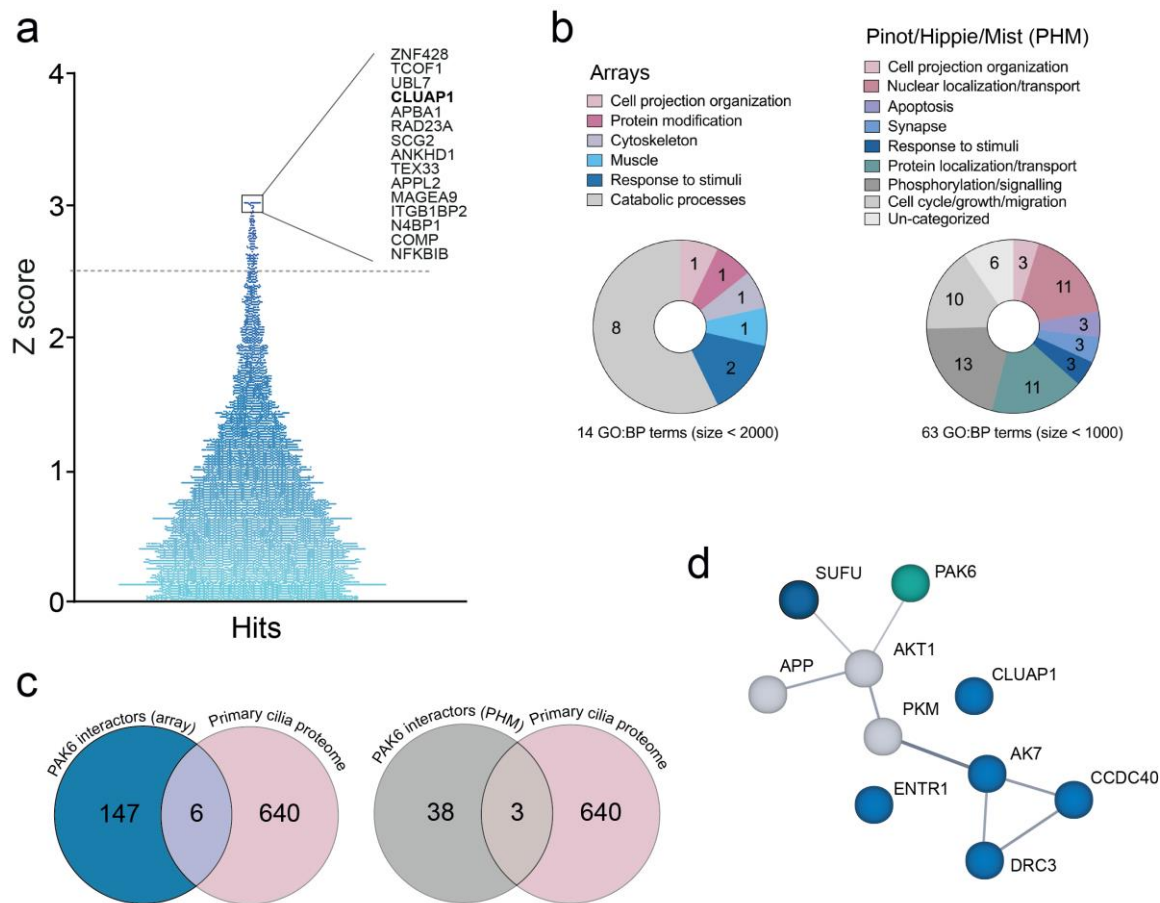 a
4
3
2
1
0
Z score
Hits
ZNF428
TCOF1
UBL7
CLUAP1
APBA1
RAD23A
SCG2
ANKHD1
TEX33
APPL2
MAGEA9
ITGB1BP2
N4BP1
COMP
NFKBIB
b
Arrays
Cell projection organization
Protein modification
Cytoskeleton
Muscle
Response to stimuli
Catabolic processes
1
1
1
1
2
8
14 GO:BP terms (size < 2000)
Pinot/Hippie/Mist (PHM)
Cell projection organization
Nuclear localization/transport
Apoptosis
Synapse
Response to stimuli
Protein localization/transport
Phosphorylation/signalling
Cell cycle/growth/migration
Un-categorized
3
11
3
3
3
11
13
10
6
63 GO:BP terms (size < 1000)
c
PAK6 interactors (array)
Primary cilia proteome
147
6
640
PAK6 interactors (PHM)
Primary cilia proteome
38
3
640
d
SUFU
PAK6
APP
AKT1
CLUAP1
PKM
AK7
CCDC40
ENTR1
DRC3